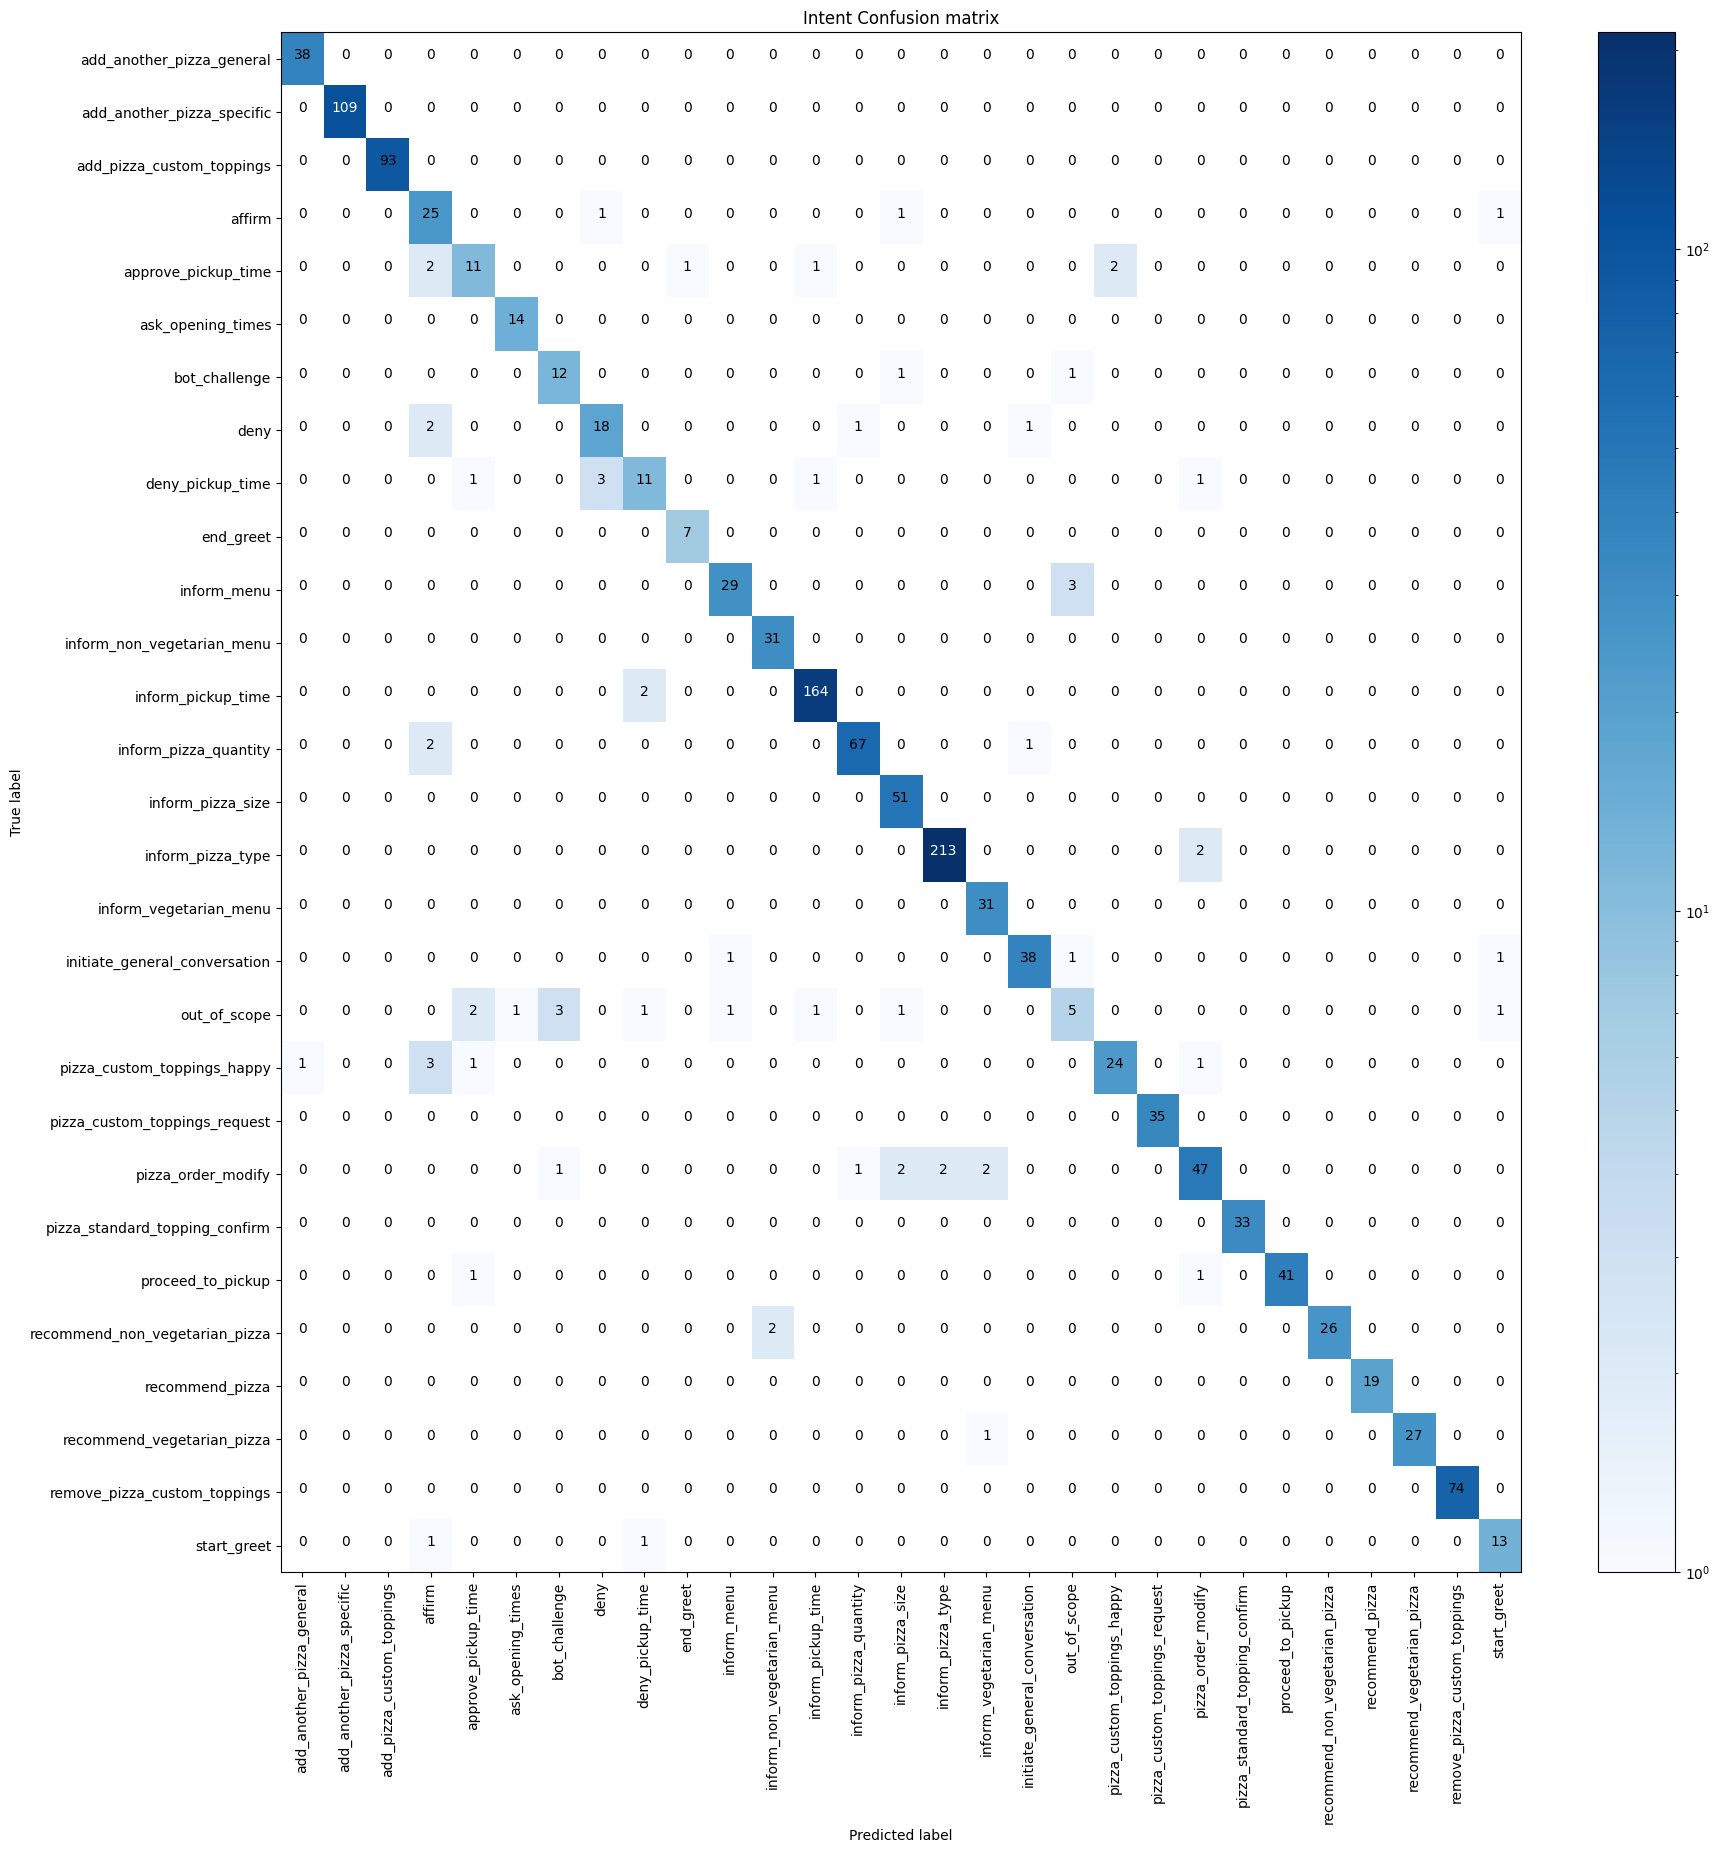 Intent Confusion matrix
add_another_pizza_general 38 0 0 0 0 0 0 0 0 0 0 0 0 0 0 0 0 0 0 0 0 0 0 0 0 0 0 0 0
add_another_pizza_specific 0 109 0 0 0 0 0 0 0 0 0 0 0 0 0 0 0 0 0 0 0 0 0 0 0 0 0 0 0
add_pizza_custom_toppings 0 0 93 0 0 0 0 0 0 0 0 0 0 0 0 0 0 0 0 0 0 0 0 0 0 0 0 0 0
affirm 0 0 0 25 0 0 0 1 0 0 0 0 0 0 1 0 0 0 0 0 0 0 0 0 0 0 0 0 1
approve_pickup_time 0 0 0 2 11 0 0 0 0 1 0 0 1 0 0 0 0 0 0 2 0 0 0 0 0 0 0 0 0
10²
ask_opening_times 0 0 0 0 0 14 0 0 0 0 0 0 0 0 0 0 0 0 0 0 0 0 0 0 0 0 0 0 0
bot_challenge 0 0 0 0 0 0 12 0 0 0 0 0 0 0 1 0 0 0 1 0 0 0 0 0 0 0 0 0 0
deny 0 0 0 2 0 0 0 18 0 0 0 0 0 1 0 0 0 1 0 0 0 0 0 0 0 0 0 0 0
deny_pickup_time 0 0 0 0 1 0 0 3 11 0 0 0 1 0 0 0 0 0 0 0 0 1 0 0 0 0 0 0 0
end_greet 0 0 0 0 0 0 0 0 0 7 0 0 0 0 0 0 0 0 0 0 0 0 0 0 0 0 0 0 0
inform_menu 0 0 0 0 0 0 0 0 0 0 29 0 0 0 0 0 0 0 3 0 0 0 0 0 0 0 0 0 0
inform_non_vegetarian_menu 0 0 0 0 0 0 0 0 0 0 0 31 0 0 0 0 0 0 0 0 0 0 0 0 0 0 0 0 0
inform_pickup_time 0 0 0 0 0 0 0 0 2 0 0 0 164 0 0 0 0 0 0 0 0 0 0 0 0 0 0 0 0
inform_pizza_quantity 0 0 0 2 0 0 0 0 0 0 0 0 0 67 0 0 0 1 0 0 0 0 0 0 0 0 0 0 0
True label
inform_pizza_size 0 0 0 0 0 0 0 0 0 0 0 0 0 0 51 0 0 0 0 0 0 0 0 0 0 0 0 0 0
inform_pizza_type 0 0 0 0 0 0 0 0 0 0 0 0 0 0 0 213 0 0 0 0 0 2 0 0 0 0 0 0 0
inform_vegetarian_menu 0 0 0 0 0 0 0 0 0 0 0 0 0 0 0 0 31 0 0 0 0 0 0 0 0 0 0 0 0
10¹
initiate_general_conversation 0 0 0 0 0 0 0 0 0 0 1 0 0 0 0 0 0 38 1 0 0 0 0 0 0 0 0 0 1
out_of_scope 0 0 0 0 2 1 3 0 1 0 1 0 1 0 1 0 0 0 5 0 0 0 0 0 0 0 0 0 1
pizza_custom_toppings_happy 1 0 0 3 1 0 0 0 0 0 0 0 0 0 0 0 0 0 0 24 0 1 0 0 0 0 0 0 0
pizza_custom_toppings_request 0 0 0 0 0 0 0 0 0 0 0 0 0 0 0 0 0 0 0 0 35 0 0 0 0 0 0 0 0
pizza_order_modify 0 0 0 0 0 0 1 0 0 0 0 0 0 1 2 2 2 0 0 0 0 47 0 0 0 0 0 0 0
pizza_standard_topping_confirm 0 0 0 0 0 0 0 0 0 0 0 0 0 0 0 0 0 0 0 0 0 0 33 0 0 0 0 0 0
proceed_to_pickup 0 0 0 0 1 0 0 0 0 0 0 0 0 0 0 0 0 0 0 0 0 1 0 41 0 0 0 0 0
recommend_non_vegetarian_pizza 0 0 0 0 0 0 0 0 0 0 0 2 0 0 0 0 0 0 0 0 0 0 0 0 26 0 0 0 0
recommend_pizza 0 0 0 0 0 0 0 0 0 0 0 0 0 0 0 0 0 0 0 0 0 0 0 0 0 19 0 0 0
recommend_vegetarian_pizza 0 0 0 0 0 0 0 0 0 0 0 0 0 0 0 0 1 0 0 0 0 0 0 0 0 0 27 0 0
remove_pizza_custom_toppings 0 0 0 0 0 0 0 0 0 0 0 0 0 0 0 0 0 0 0 0 0 0 0 0 0 0 0 74 0
start_greet 0 0 0 1 0 0 0 0 1 0 0 0 0 0 0 0 0 0 0 0 0 0 0 0 0 0 0 0 13
10⁰
add_another_pizza_general
add_another_pizza_specific
add_pizza_custom_toppings
affirm
approve_pickup_time
ask_opening_times
bot_challenge
deny
deny_pickup_time
end_greet
inform_menu
inform_non_vegetarian_menu
inform_pickup_time
inform_pizza_quantity
inform_pizza_size
inform_pizza_type
inform_vegetarian_menu
initiate_general_conversation
out_of_scope
pizza_custom_toppings_happy
pizza_custom_toppings_request
pizza_order_modify
pizza_standard_topping_confirm
proceed_to_pickup
recommend_non_vegetarian_pizza
recommend_pizza
recommend_vegetarian_pizza
remove_pizza_custom_toppings
start_greet
Predicted label